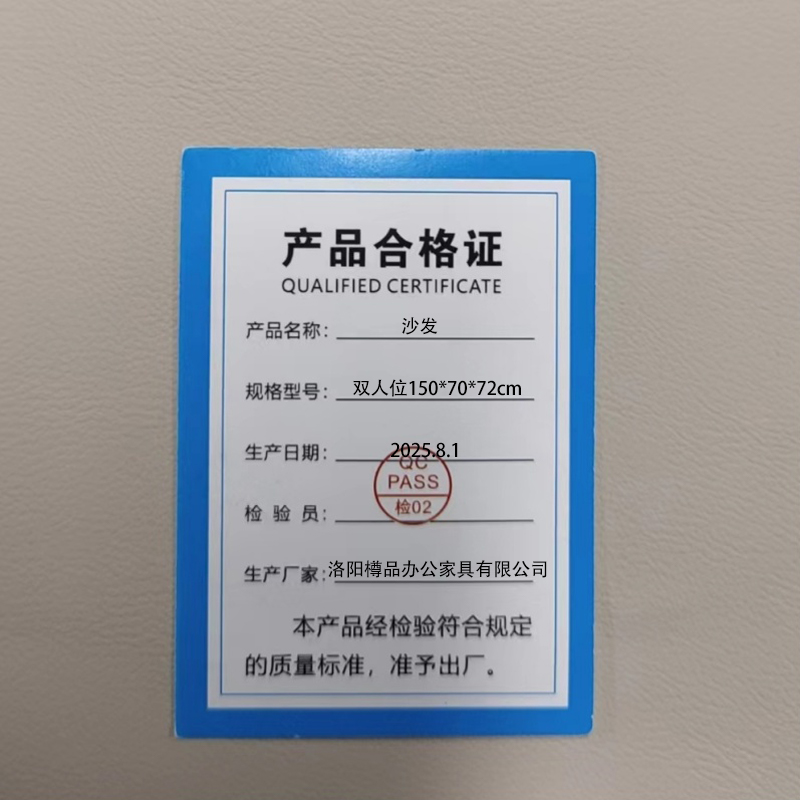 产品合格证
QUALIFIED CERTIFICATE
产品名称：沙发
规格型号：双人位150*70*72cm
生产日期：2025.8.1
QC
PASS
检02
检 验 员：
生产厂家：洛阳樽品办公家具有限公司
本产品经检验符合规定
的质量标准，准予出厂。